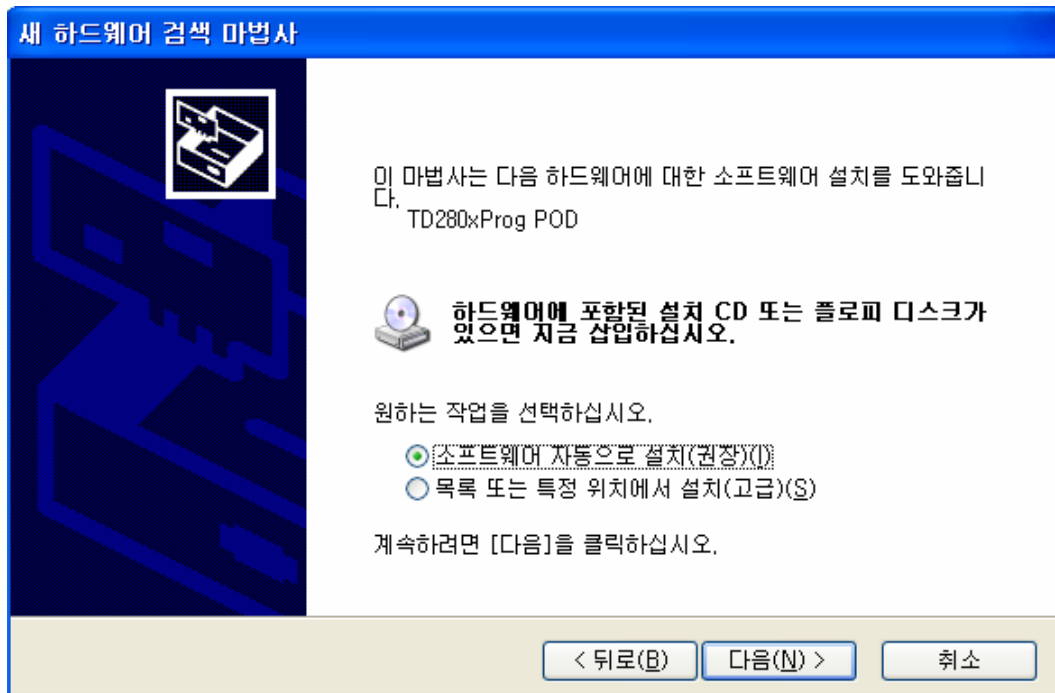 새 하드웨어 검색 마법사
이 마법사는 다음 하드웨어에 대한 소프트웨어 설치를 도와줍니
다.
TD280xProg POD
하드웨어에 포함된 설치 CD 또는 플로피 디스크가
있으면 지금 삽입하십시오.
원하는 작업을 선택하십시오.
소프트웨어 자동으로 설치(권장)(I)
목록 또는 특정 위치에서 설치(고급)(S)
계속하려면 [다음]을 클릭하십시오.
< 뒤로(B) 다음(N) > 취소